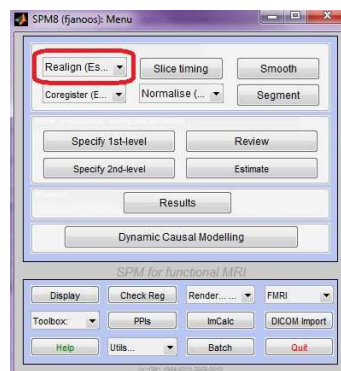 SPM8 (fjanoos): Menu
Realign (Es... Slice timing Smooth
Coregister (E... Normalise (... Segment
Specify 1st-level Review
Specify 2nd-level Estimate
Results
Dynamic Causal Modelling
SPM for functional MRI
Display Check Reg Render... ... FMRI
Toolbox: PPIs ImCalc DICOM Import
Help Utils... Batch Quit